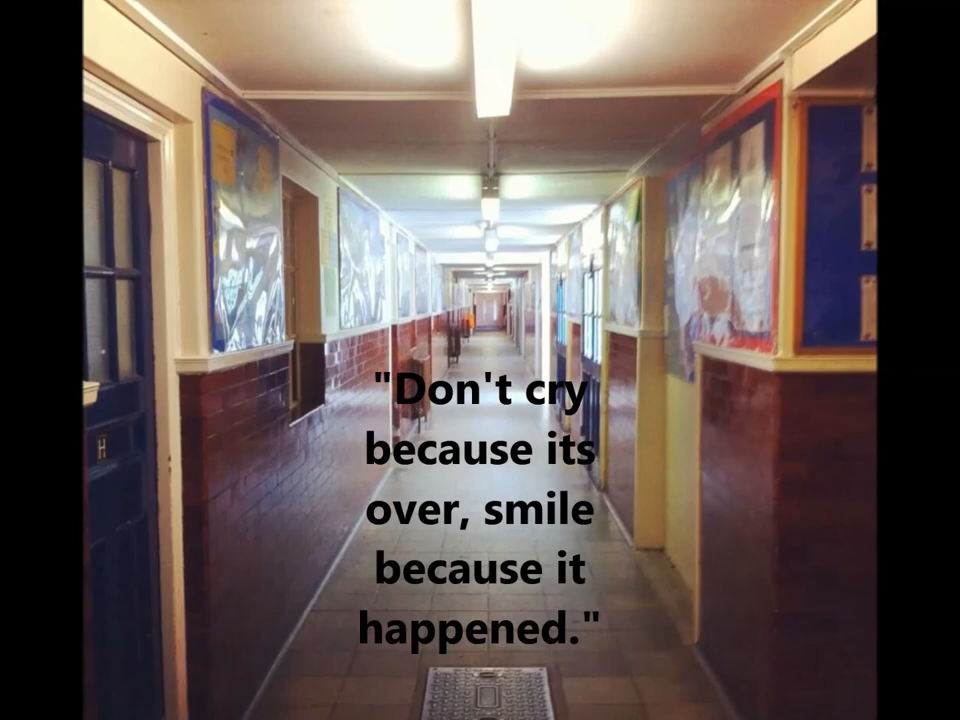 H
"Don't cry
because its
over, smile
because it
happened."